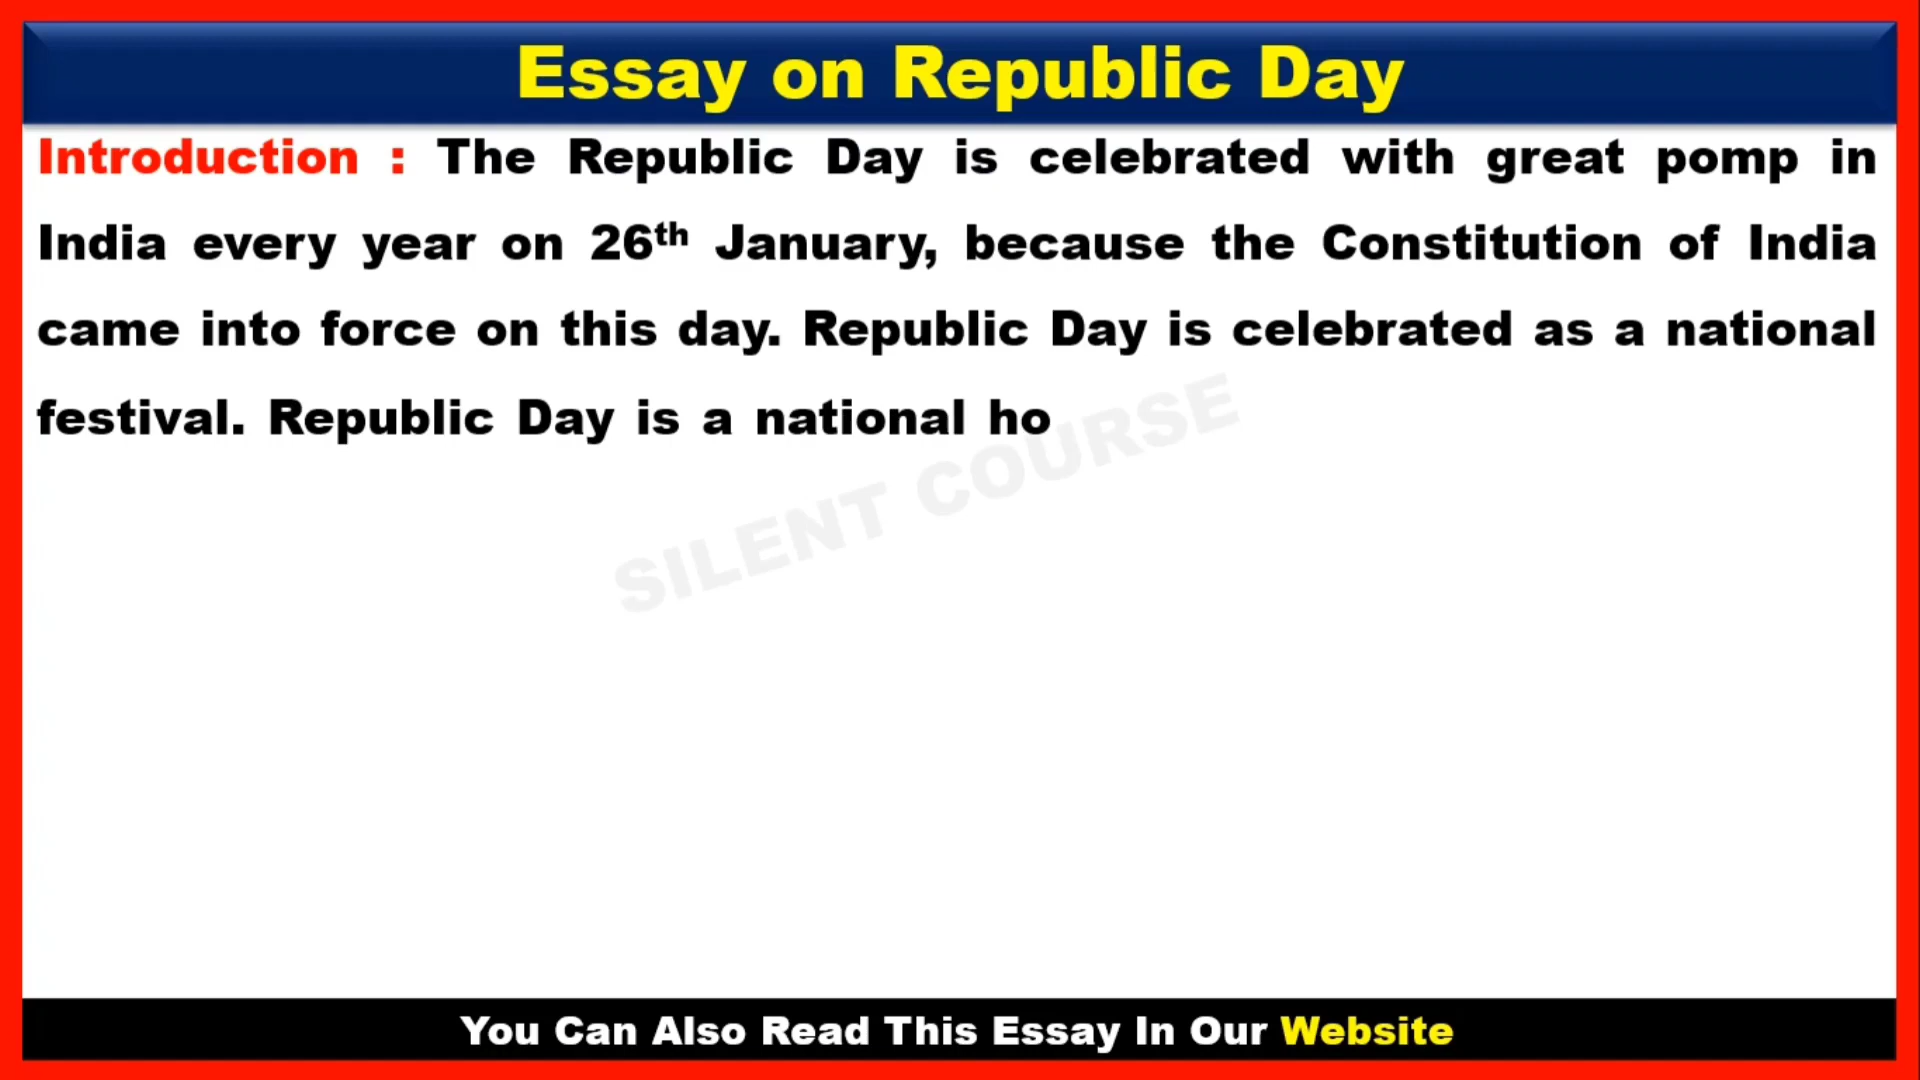 Essay on Republic Day
Introduction : The Republic Day is celebrated with great pomp in
India every year on 26th January, because the Constitution of India
came into force on this day. Republic Day is celebrated as a national
festival. Republic Day is a national ho
SILENT COURSE
You Can Also Read This Essay In Our Website